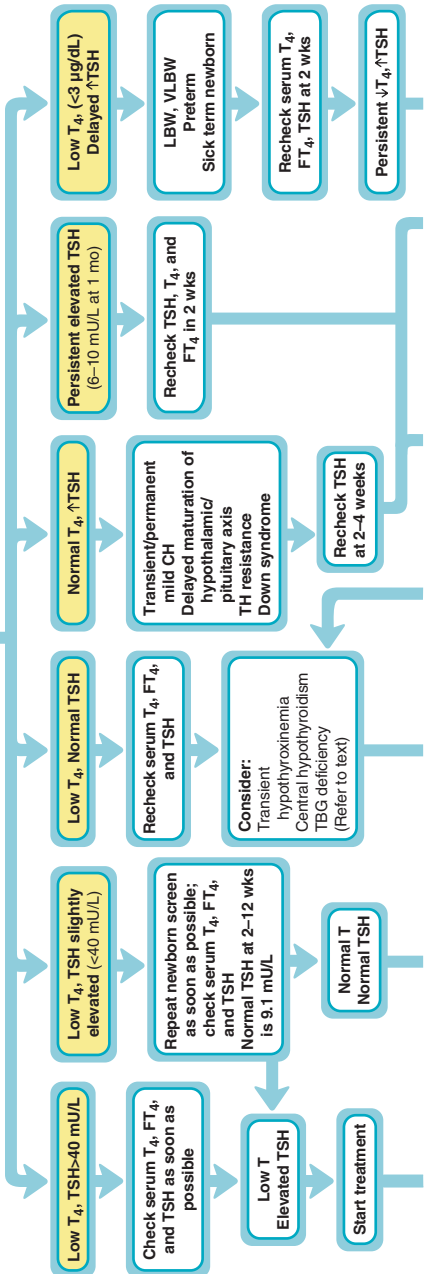 Low T₄, TSH>40 mU/L
Check serum T₄, FT₄,
and TSH as soon as
possible
Low T
Elevated TSH
Start treatment
Low T₄, TSH slightly
elevated (<40 mU/L)
Repeat newborn screen
as soon as possible;
check serum T₄, FT₄,
and TSH
Normal TSH at 2–12 wks
is 9.1 mU/L
Normal T
Normal TSH
Low T₄, Normal TSH
Recheck serum T₄, FT₄,
and TSH
Consider:
Transient
hypothyroxinemia
Central hypothyroidism
TBG deficiency
(Refer to text)
Normal T₄, ↑TSH
Transient/permanent
mild CH
Delayed maturation of
hypothalamic/
pituitary axis
TH resistance
Down syndrome
Recheck TSH
at 2–4 weeks
Persistent elevated TSH
(6–10 mU/L at 1 mo)
Recheck TSH, T₄, and
FT₄ in 2 wks
Low T₄, (<3 µg/dL)
Delayed ↑TSH
LBW, VLBW
Preterm
Sick term newborn
Recheck serum T₄,
FT₄, TSH at 2 wks
Persistent ↓T₄,↑TSH